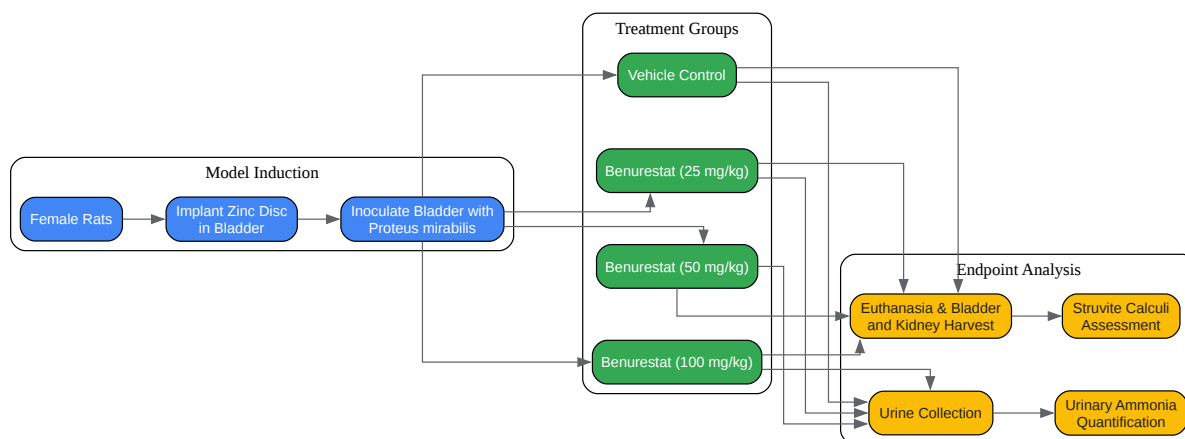 Model Induction
Female Rats
Implant Zinc Disc
in Bladder
Inoculate Bladder with
Proteus mirabilis
Treatment Groups
Vehicle Control
Benurestat (25 mg/kg)
Benurestat (50 mg/kg)
Benurestat (100 mg/kg)
Endpoint Analysis
Euthanasia & Bladder
and Kidney Harvest
Struvite Calculi
Assessment
Urine Collection
Urinary Ammonia
Quantification